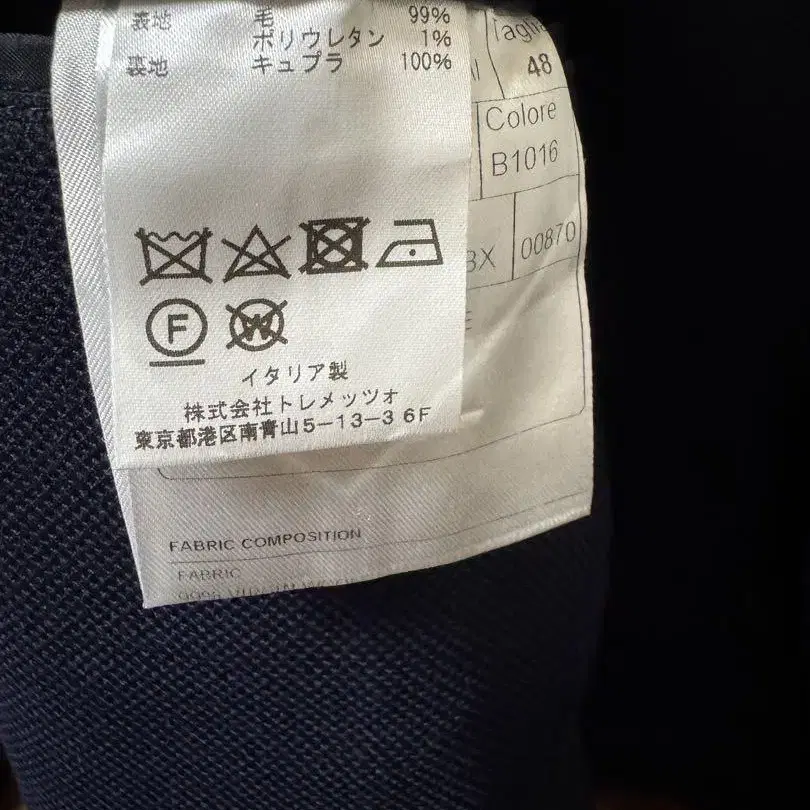 表地 毛 99%
ポリウレタン 1%
裏地 キュプラ 100%
F
W
イタリア製
株式会社トレメッツォ
東京都港区南青山5-13-3 6F
48
Colore
B1016
00870
FABRIC COMPOSITION
FABRIC